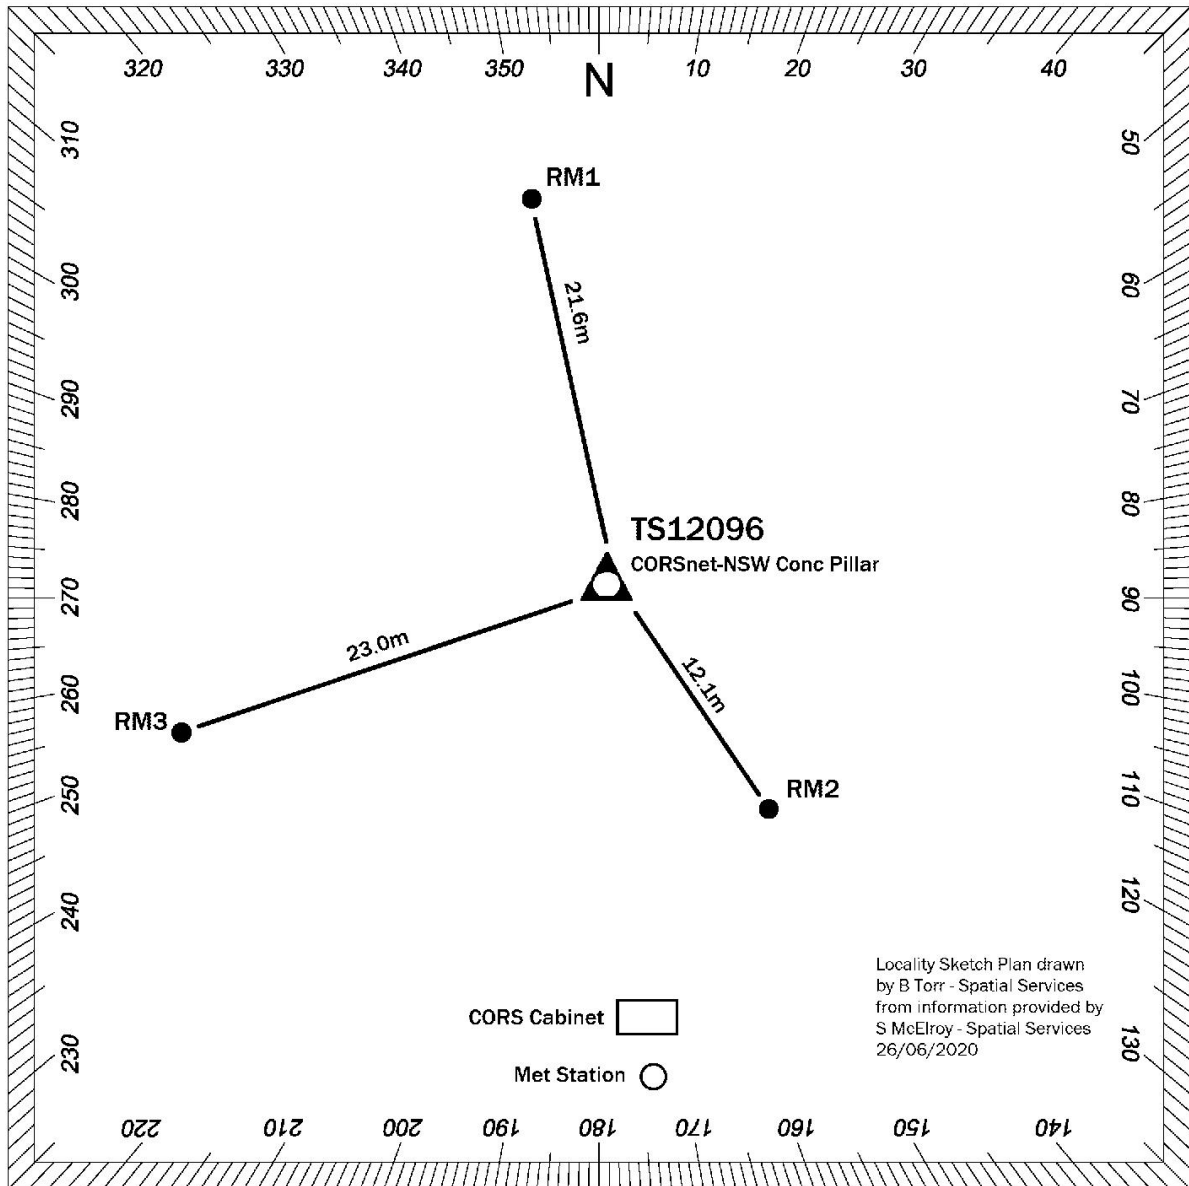 320 330 340 350 N 10 20 30 40
310 50
RM1
300 60
21.6m
290 70
280 80
TS12096
CORSnet-NSW Conc Pillar
270 90
23.0m
12.1m
260 100
RM3
250 110
RM2
240 120
Locality Sketch Plan drawn
by B Torr - Spatial Services
from information provided by
S McElroy - Spatial Services
26/06/2020
CORS Cabinet
230 130
Met Station
220 210 200 190 180 170 160 150 140